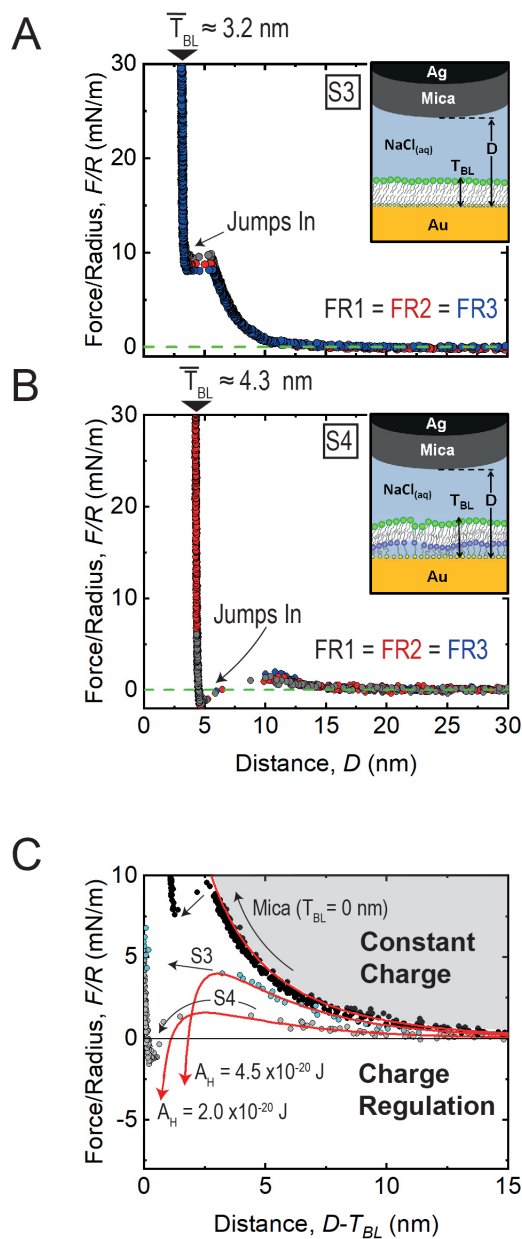 A
T̅BL ≈ 3.2 nm
Force/Radius, F/R (mN/m)
30
20
10
0
Jumps In
S3
Ag
Mica
NaCl(aq)
D
TBL
Au
FR1 = FR2 = FR3
B
T̅BL ≈ 4.3 nm
Force/Radius, F/R (mN/m)
30
20
10
0
Jumps In
S4
Ag
Mica
NaCl(aq)
D
TBL
Au
FR1 = FR2 = FR3
0 5 10 15 20 25 30
Distance, D (nm)
C
Force/Radius, F/R (mN/m)
10
5
0
-5
Mica (TBL= 0 nm)
Constant
Charge
S3
S4
AH = 4.5 x10-20 J
AH = 2.0 x10-20 J
Charge
Regulation
0 5 10 15
Distance, D-TBL (nm)